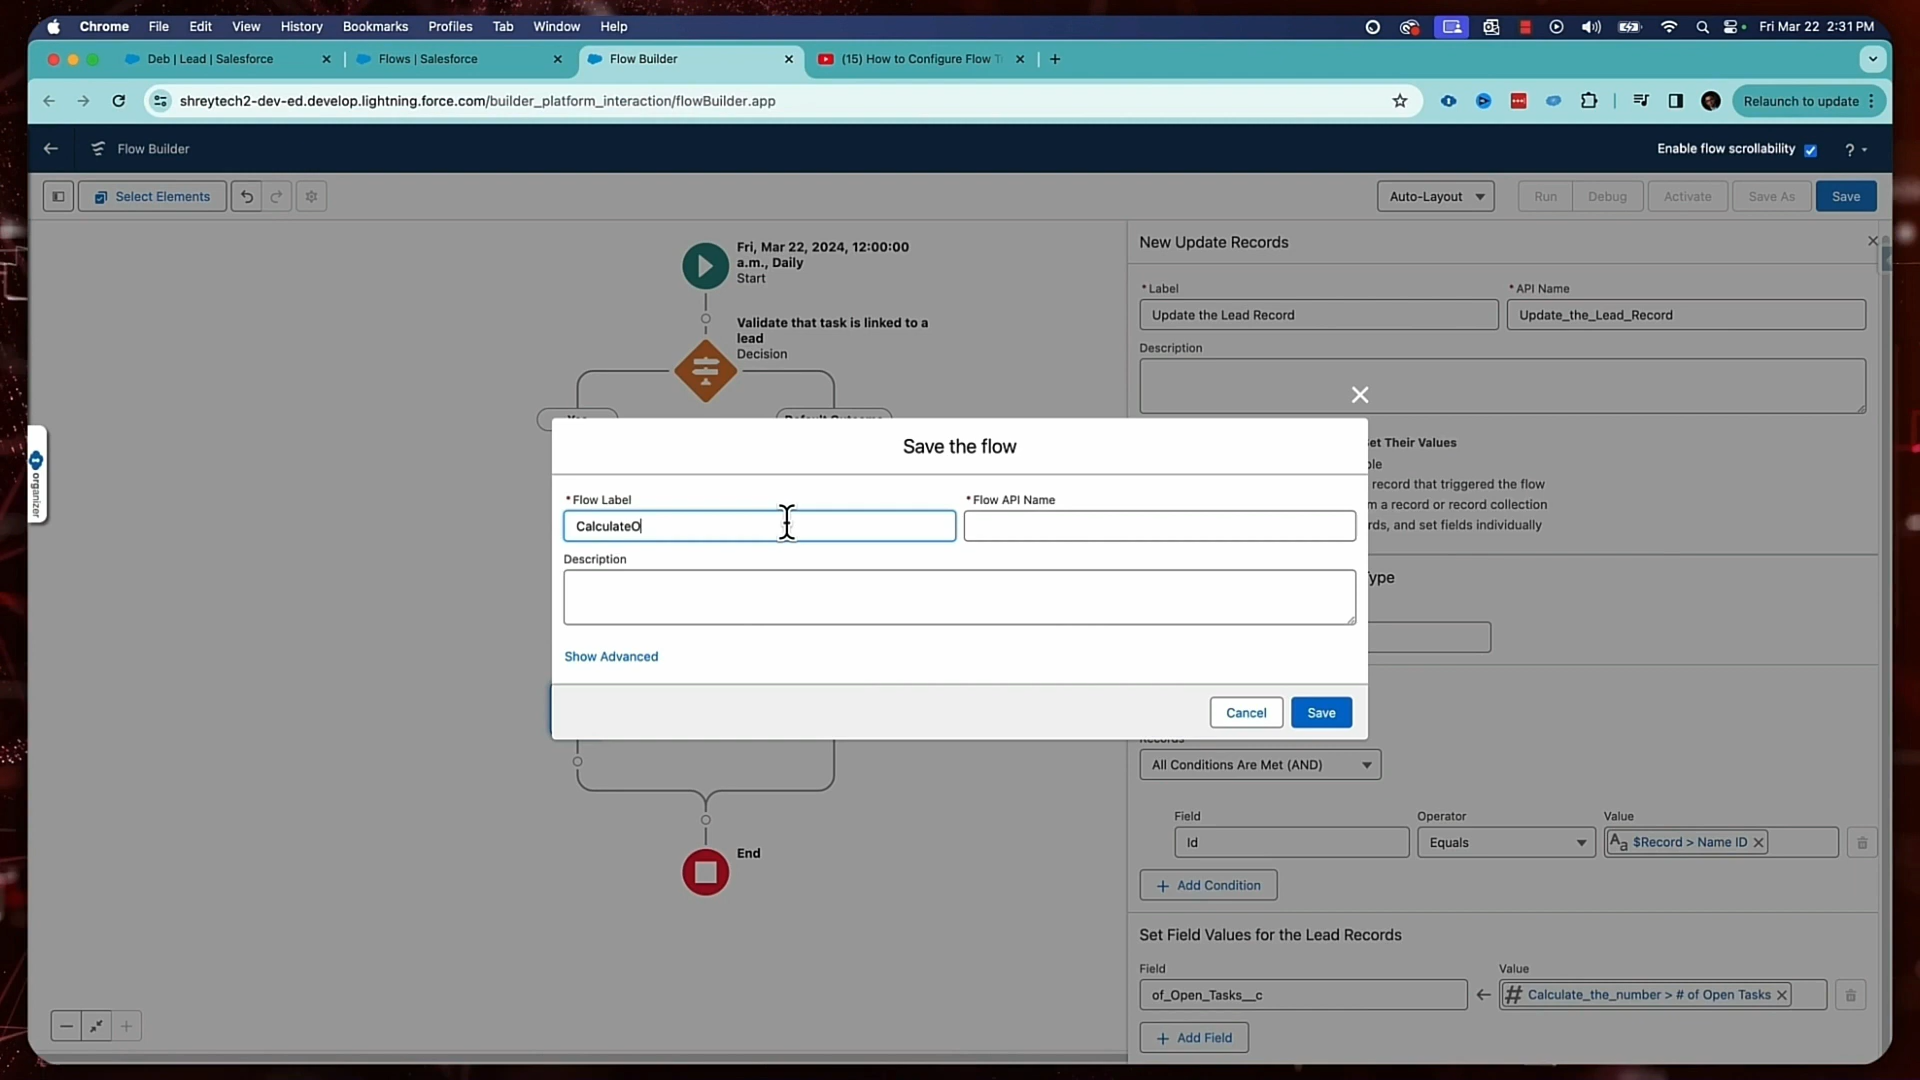 Chrome File Edit View History Bookmarks Profiles Tab Window Help Fri Mar 22 2:31 PM
Deb | Lead | Salesforce Flows | Salesforce Flow Builder (15) How to Configure Flow T
shreytech2-dev-ed.develop.lightning.force.com/builder_platform_interaction/flowBuilder.app Relaunch to update
Flow Builder Enable flow scrollability ?
Select Elements Auto-Layout Run Debug Activate Save As Save
Fri, Mar 22, 2024, 12:00:00
a.m., Daily
Start
Validate that task is linked to a
lead
Decision
New Update Records
*Label *API Name
Update the Lead Record Update_the_Lead_Record
Description
et Their Values
record that triggered the flow
m a record or record collection
rds, and set fields individually
ype
organizer
Save the flow
*Flow Label *Flow API Name
CalculateO
Description
Show Advanced
Cancel Save
All Conditions Are Met (AND)
Field Operator Value
Id Equals Aa $Record > Name ID
+ Add Condition
End
Set Field Values for the Lead Records
Field Value
of_Open_Tasks__c ← # Calculate_the_number > # of Open Tasks
+ Add Field